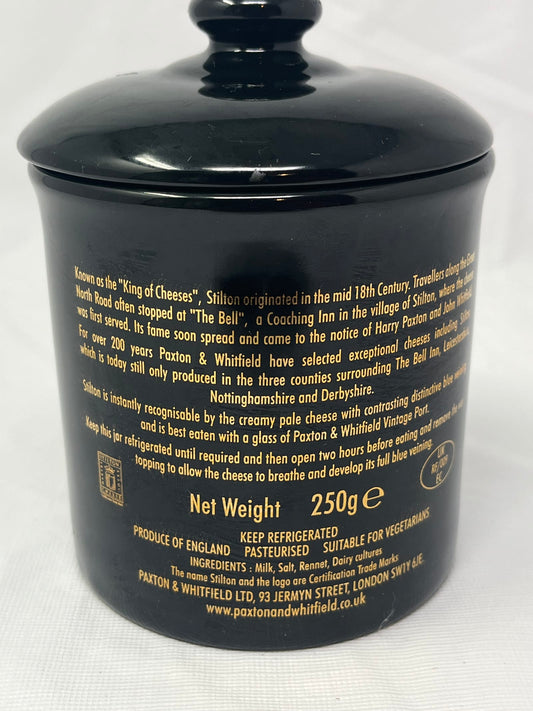 Known as the "King of Cheeses", Stilton originated in the mid 18th Century. Travellers along the Great
North Road often stopped at "The Bell", a Coaching Inn in the village of Stilton, where the cheese
was first served. Its fame soon spread and came to the notice of Harry Paxton and John Whitfield.
For over 200 years Paxton & Whitfield have selected exceptional cheeses including Stilton,
which is today still only produced in the three counties surrounding The Bell Inn, Leicestershire,
Nottinghamshire and Derbyshire.
Stilton is instantly recognisable by the creamy pale cheese with contrasting distinctive blue veining
and is best eaten with a glass of Paxton & Whitfield Vintage Port.
Keep this jar refrigerated until required and then open two hours before eating and remove the wax
topping to allow the cheese to breathe and develop its full blue veining.
STILTON
UK
EC
Net Weight 250g e
KEEP REFRIGERATED
PRODUCE OF ENGLAND PASTEURISED SUITABLE FOR VEGETARIANS
INGREDIENTS : Milk, Salt, Rennet, Dairy cultures
The name Stilton and the logo are Certification Trade Marks
PAXTON & WHITFIELD LTD, 93 JERMYN STREET, LONDON SW1Y 6JE.
www.paxtonandwhitfield.co.uk